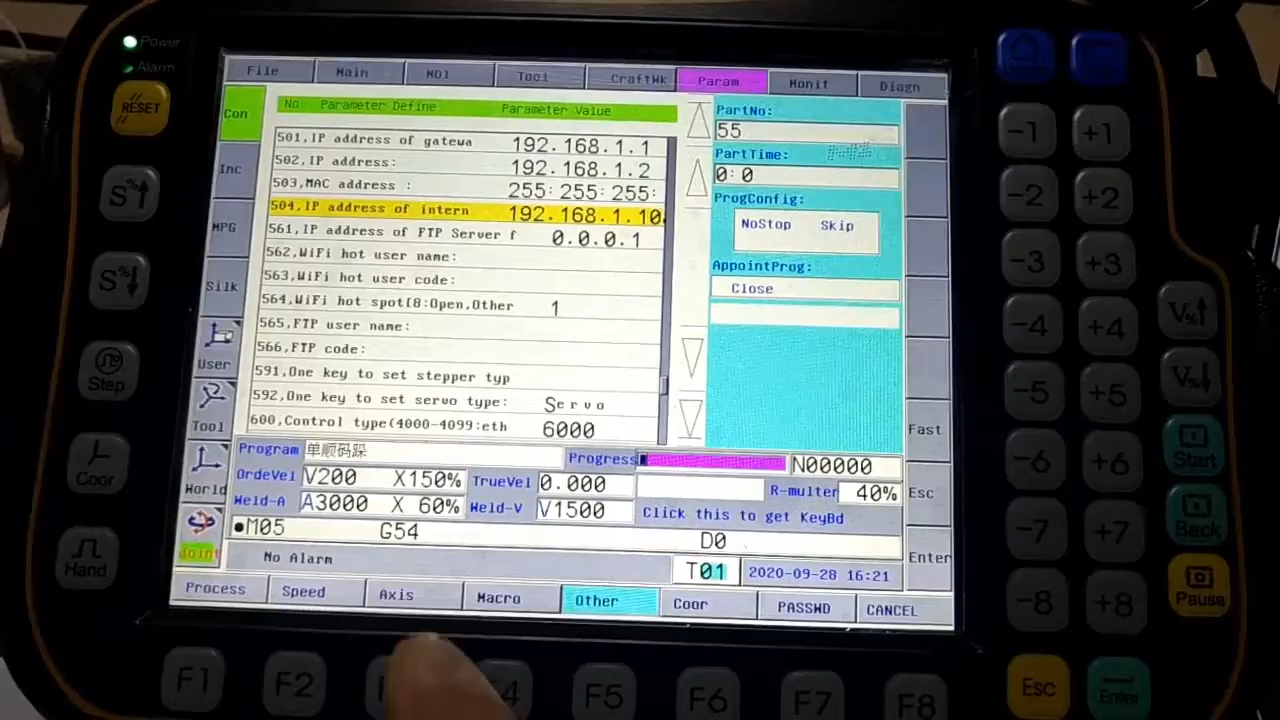 Power
Alarm
RESET
File Main MDI Tool CraftWk Param Monit Diagn
Con
Inc
MPG
Silk
User
Tool
World
Joint
No Parameter Define Parameter Value
501,IP address of gatewa 192.168.1.1
502,IP address: 192.168.1.2
503,MAC address : 255:255:255:
504,IP address of intern 192.168.1.10
561,IP address of FTP Server f 0.0.0.1
562,WiFi hot user name:
563,WiFi hot user code:
564,WiFi hot spot[8:Open,Other 1
565,FTP user name:
566,FTP code:
591,One key to set stepper typ
592,One key to set servo type: Servo
600,Control type(4000-4099:eth 6000
PartNo:
55
PartTime:
0:0
ProgConfig:
NoStop Skip
AppointProg:
Close
Fast
Esc
Enter
Program 单顺码跺 Progress N00000
OrdeVel V200 X150% TrueVel 0.000 R-multer 40%
Weld-A A3000 X 60% Weld-V V1500 Click this to get KeyBd
●M05 G54 D0
No Alarm T01 2020-09-28 16:21
Process Speed Axis Macro Other Coor PASSWD CANCEL
S%↑
S%↓
Step
Coor
Hand
-1 +1
-2 +2
-3 +3
-4 +4
-5 +5
-6 +6
-7 +7
-8 +8
V%↑
V%↓
Start
Back
Pause
F1 F2 F5 F6 F7 F8
Esc Enter